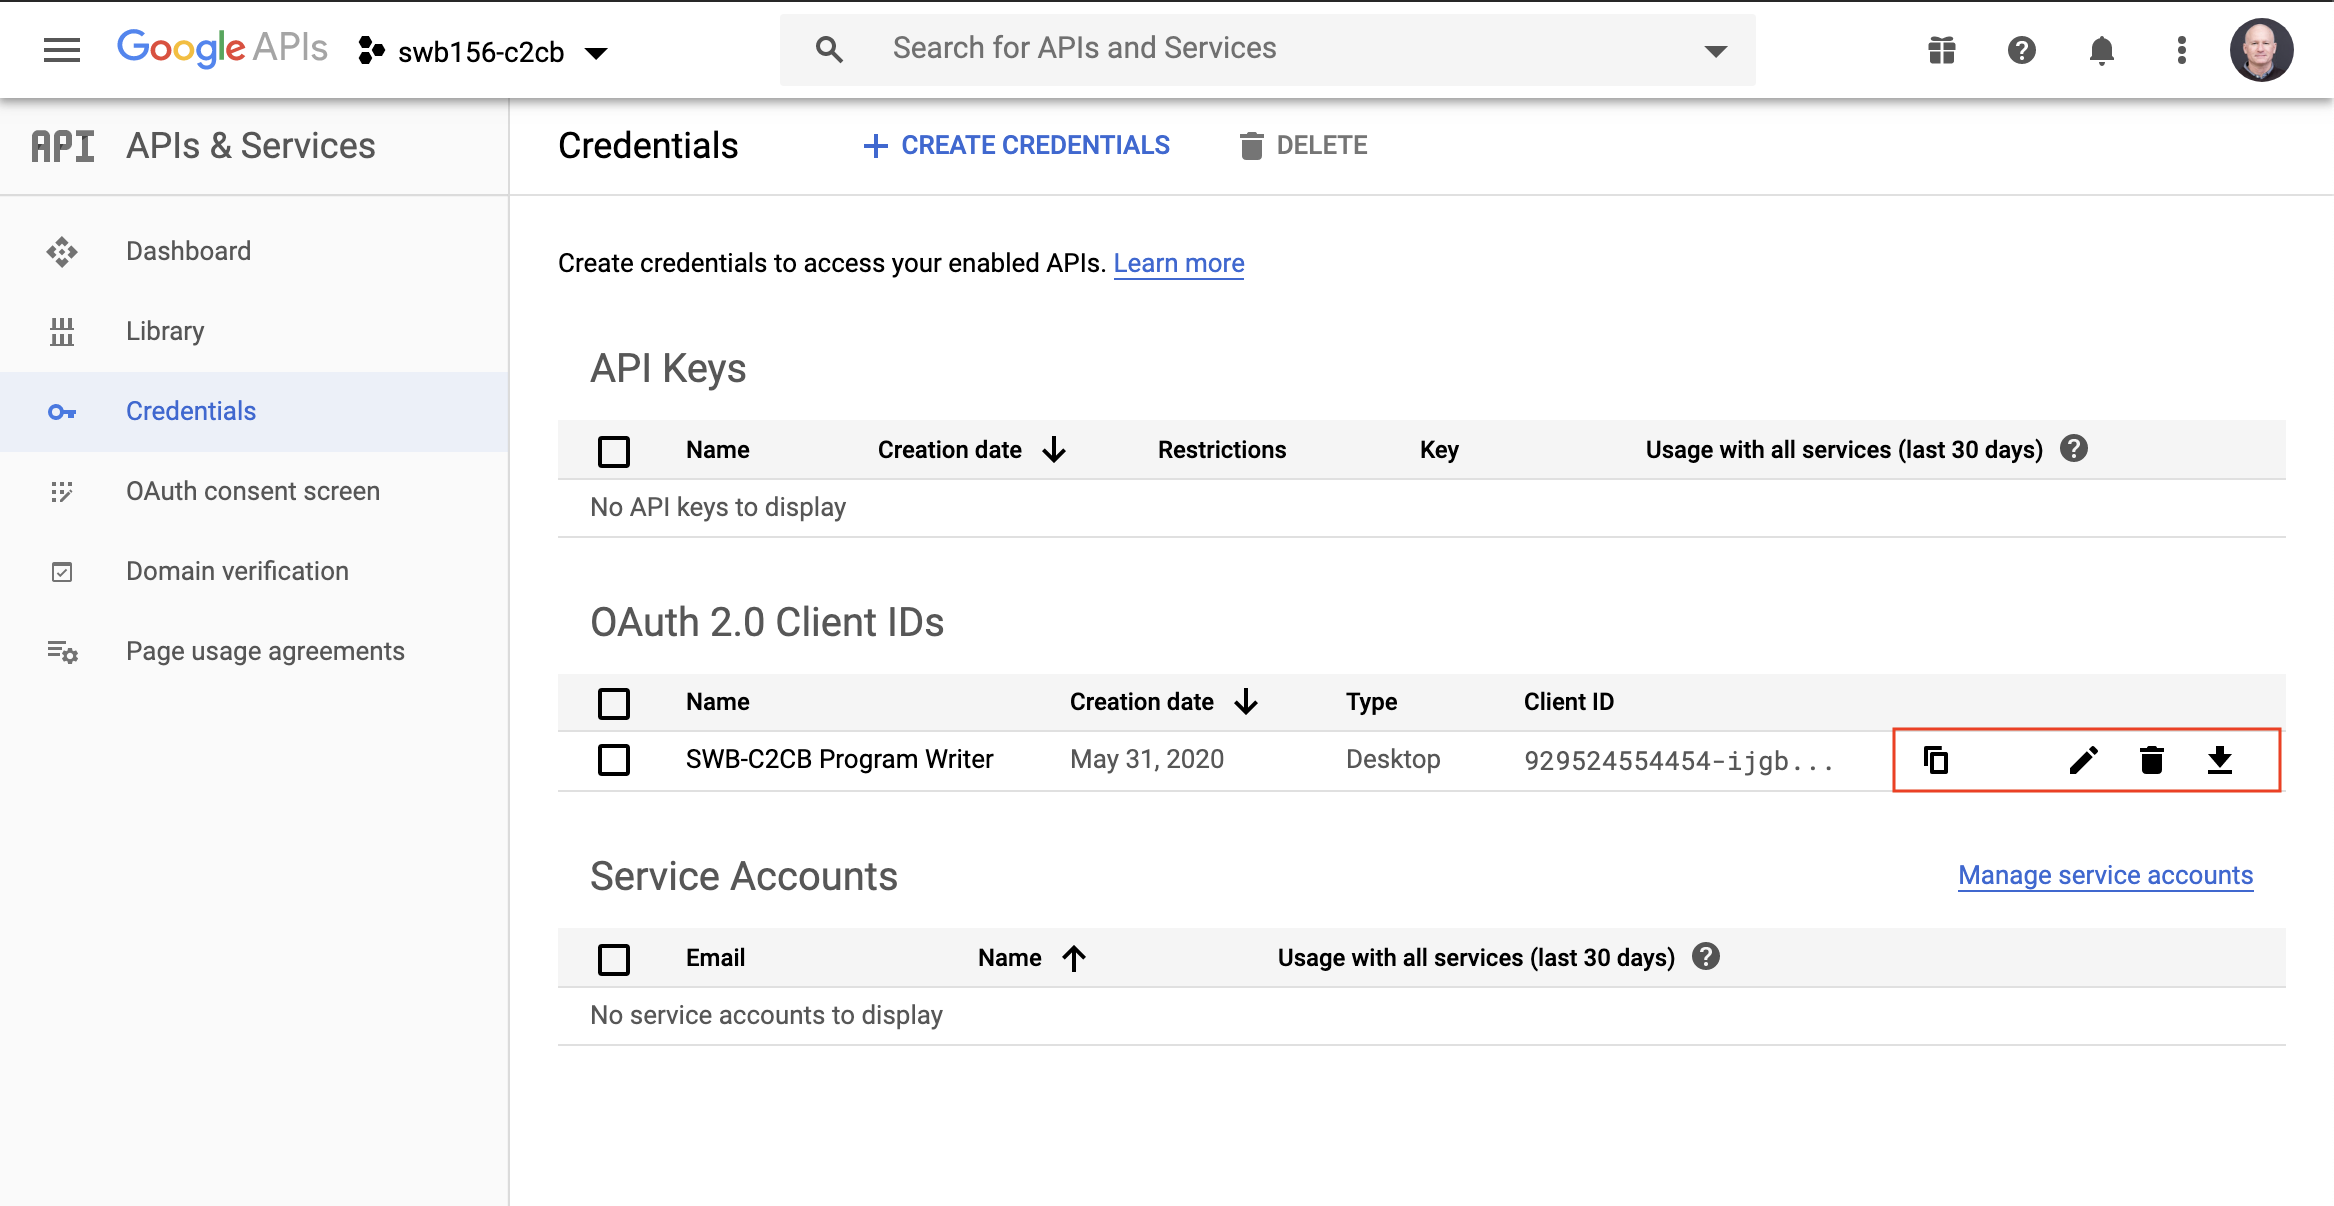 Google APIs swb156-c2cb Search for APIs and Services
API APIs & Services
Credentials + CREATE CREDENTIALS DELETE
Dashboard
Library
Credentials
OAuth consent screen
Domain verification
Page usage agreements
Create credentials to access your enabled APIs. Learn more
API Keys
Name Creation date Restrictions Key Usage with all services (last 30 days)
No API keys to display
OAuth 2.0 Client IDs
Name Creation date Type Client ID
SWB-C2CB Program Writer May 31, 2020 Desktop 929524554454-ijgb...
Service Accounts Manage service accounts
Email Name Usage with all services (last 30 days)
No service accounts to display